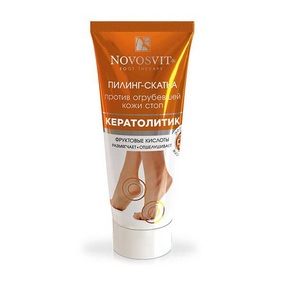 NOVOSVIT®
FOOT THERAPY
ПИЛИНГ-СКАТКА
против огрубевшей
кожи стоп
КЕРАТОЛИТИК
ФРУКТОВЫЕ КИСЛОТЫ
РАЗМЯГЧАЕТ • ОТШЕЛУШИВАЕТ